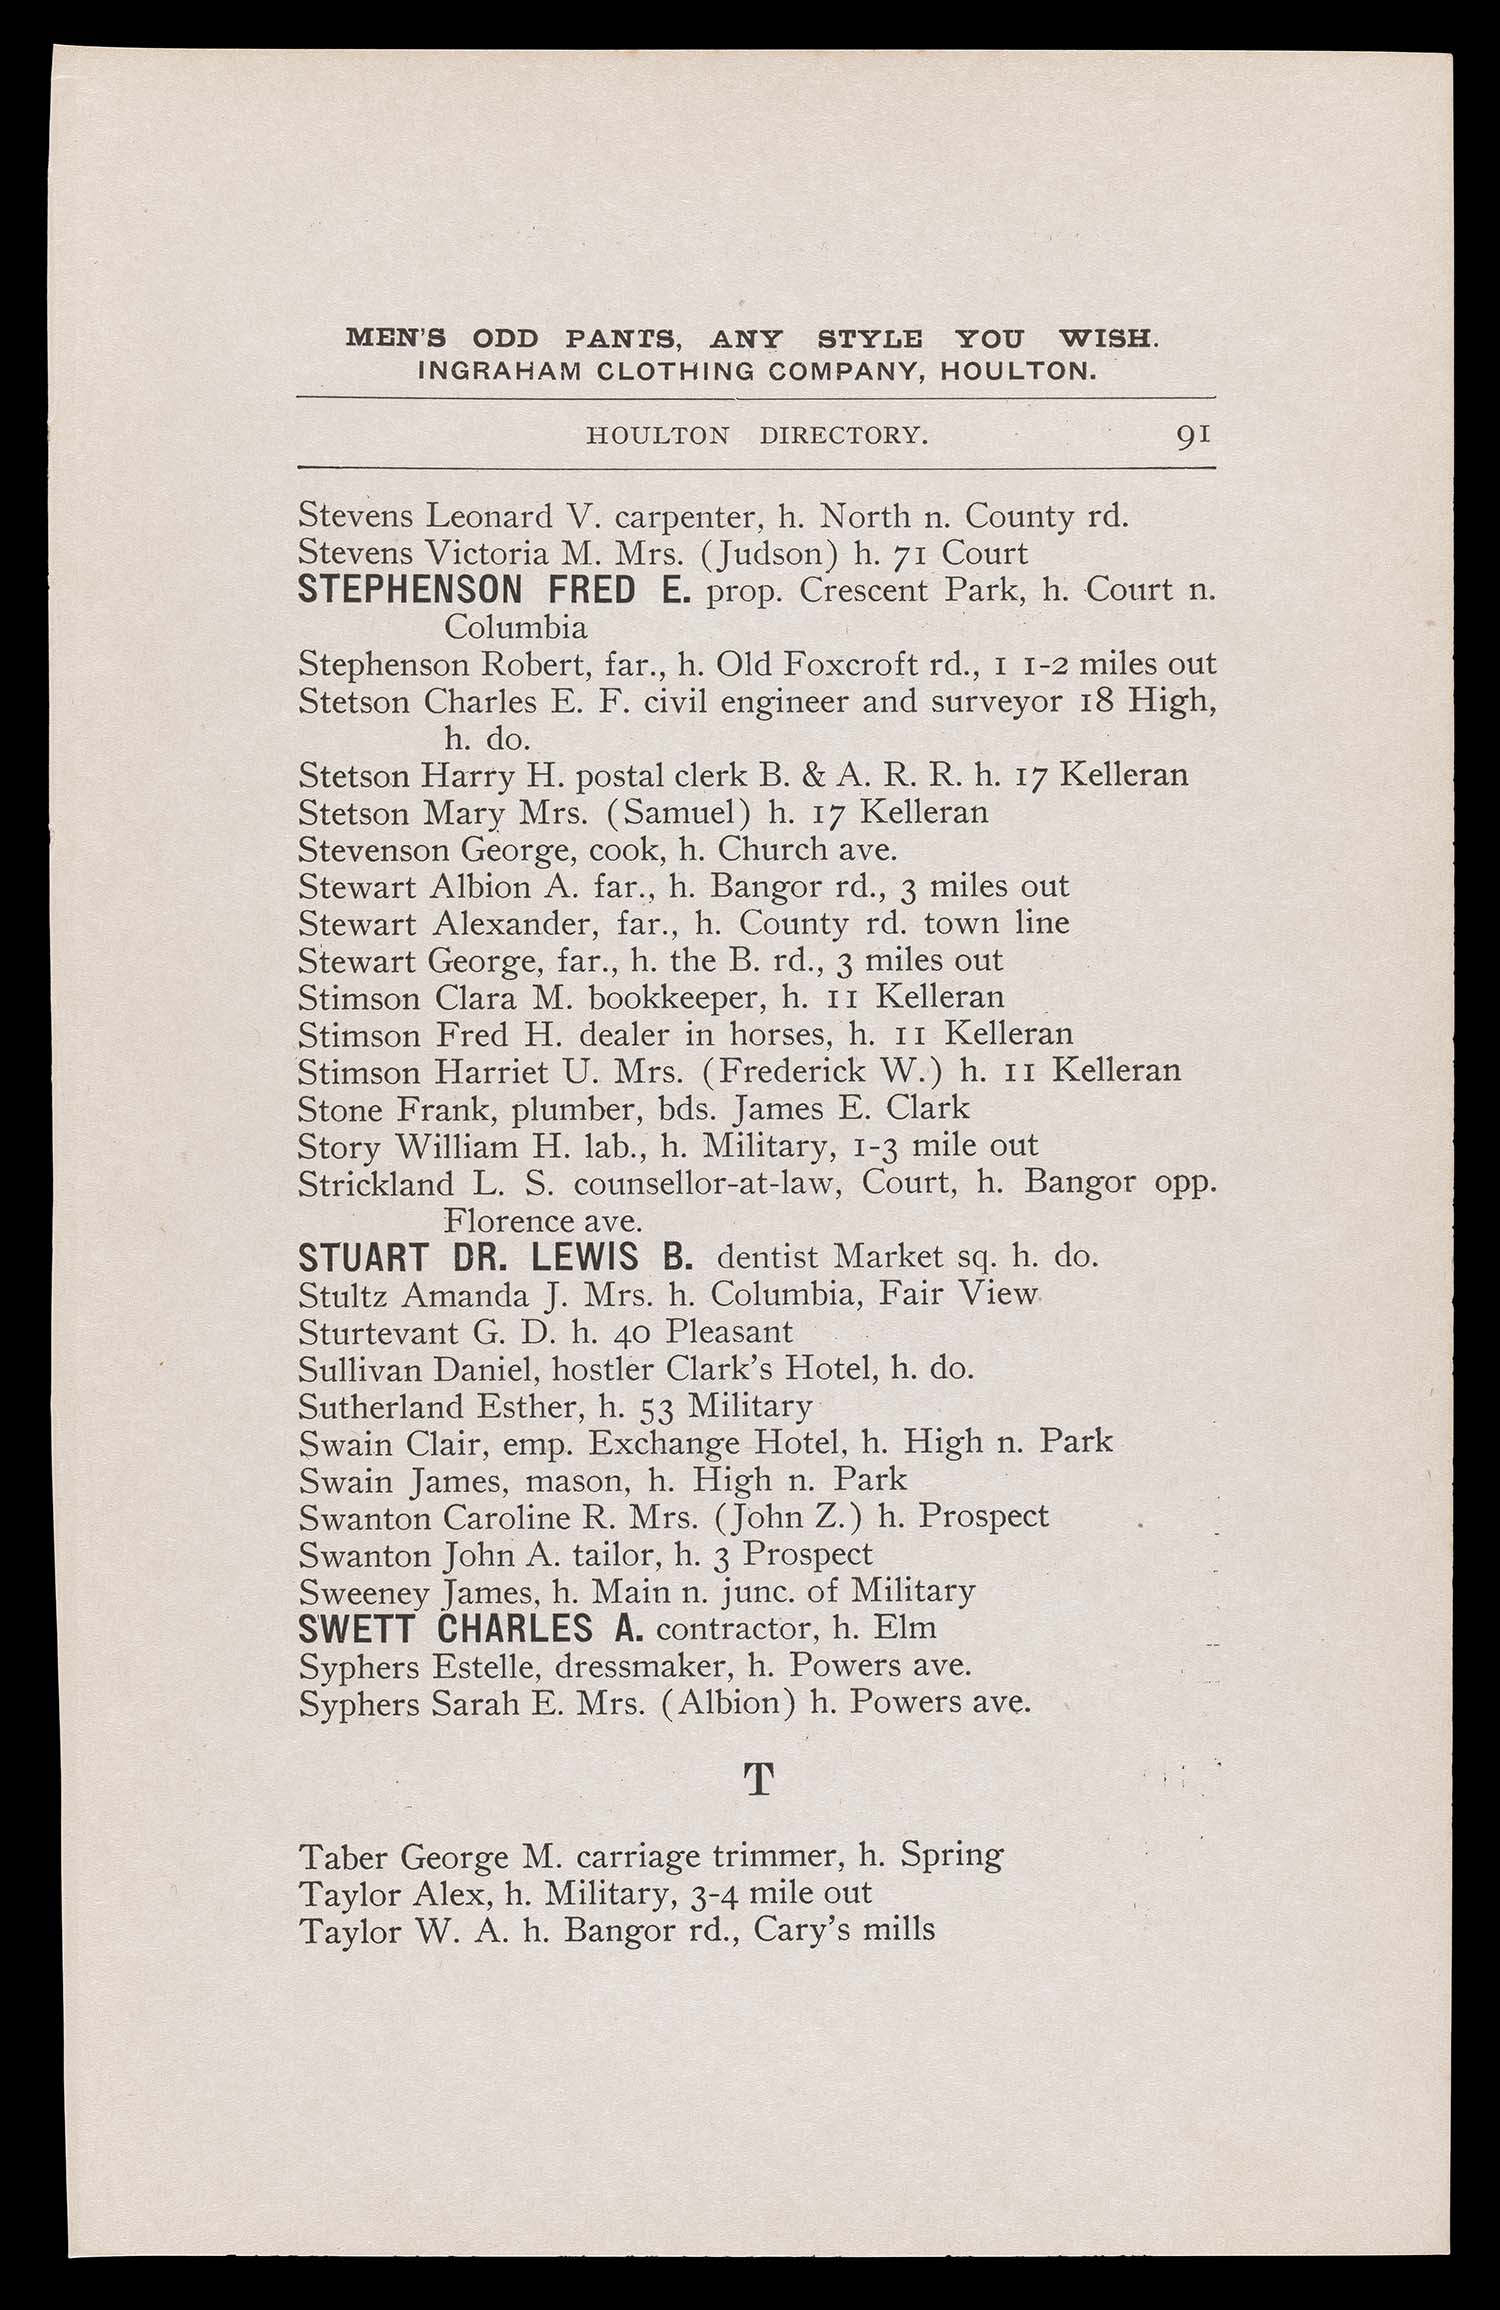 MEN'S ODD PANTS, ANY STYLE YOU WISH.
INGRAHAM CLOTHING COMPANY, HOULTON.
HOULTON DIRECTORY. 91
Stevens Leonard V. carpenter, h. North n. County rd.
Stevens Victoria M. Mrs. (Judson) h. 71 Court
STEPHENSON FRED E. prop. Crescent Park, h. Court n.
Columbia
Stephenson Robert, far., h. Old Foxcroft rd., 1 1-2 miles out
Stetson Charles E. F. civil engineer and surveyor 18 High,
h. do.
Stetson Harry H. postal clerk B. & A. R. R. h. 17 Kelleran
Stetson Mary Mrs. (Samuel) h. 17 Kelleran
Stevenson George, cook, h. Church ave.
Stewart Albion A. far., h. Bangor rd., 3 miles out
Stewart Alexander, far., h. County rd. town line
Stewart George, far., h. the B. rd., 3 miles out
Stimson Clara M. bookkeeper, h. 11 Kelleran
Stimson Fred H. dealer in horses, h. 11 Kelleran
Stimson Harriet U. Mrs. (Frederick W.) h. 11 Kelleran
Stone Frank, plumber, bds. James E. Clark
Story William H. lab., h. Military, 1-3 mile out
Strickland L. S. counsellor-at-law, Court, h. Bangor opp.
Florence ave.
STUART DR. LEWIS B. dentist Market sq. h. do.
Stultz Amanda J. Mrs. h. Columbia, Fair View
Sturtevant G. D. h. 40 Pleasant
Sullivan Daniel, hostler Clark's Hotel, h. do.
Sutherland Esther, h. 53 Military
Swain Clair, emp. Exchange Hotel, h. High n. Park
Swain James, mason, h. High n. Park
Swanton Caroline R. Mrs. (John Z.) h. Prospect
Swanton John A. tailor, h. 3 Prospect
Sweeney James, h. Main n. junc. of Military
SWETT CHARLES A. contractor, h. Elm
Syphers Estelle, dressmaker, h. Powers ave.
Syphers Sarah E. Mrs. (Albion) h. Powers ave.
T
Taber George M. carriage trimmer, h. Spring
Taylor Alex, h. Military, 3-4 mile out
Taylor W. A. h. Bangor rd., Cary's mills